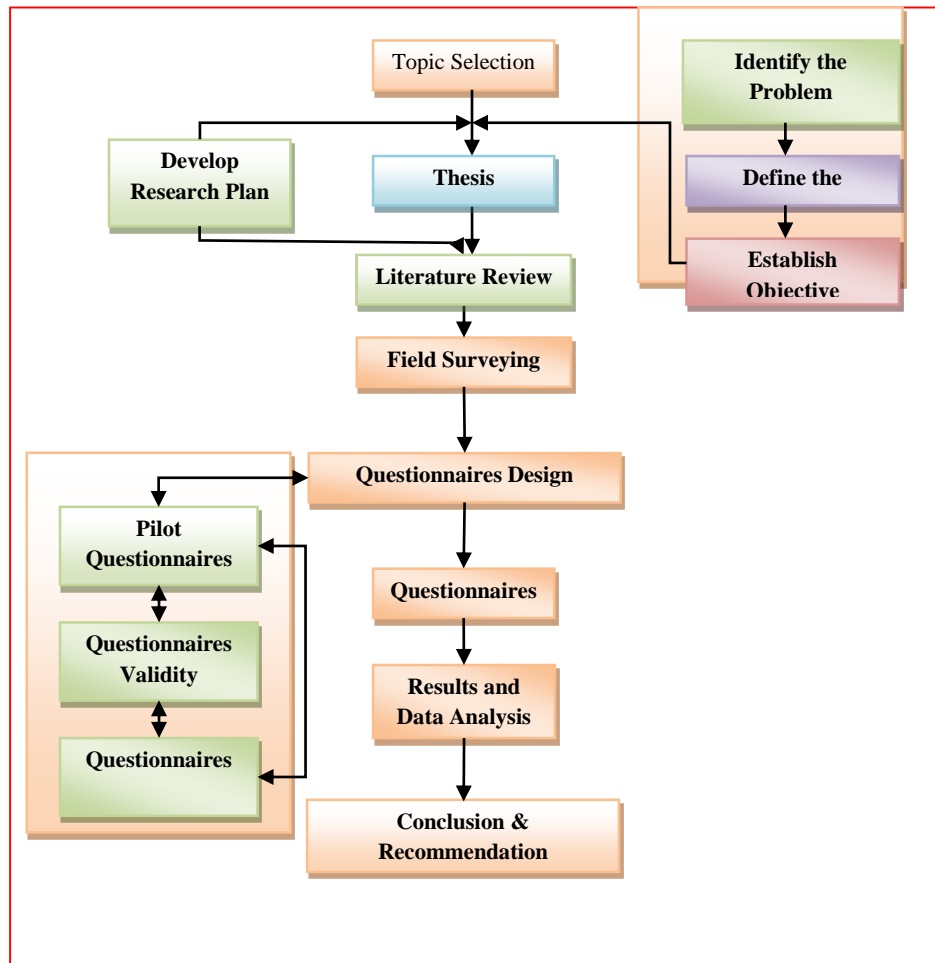 Topic Selection
Identify the
Problem
Develop
Research Plan
Thesis
Define the
Literature Review
Establish
Objective
Field Surveying
Questionnaires Design
Pilot
Questionnaires
Questionnaires
Questionnaires
Validity
Results and
Data Analysis
Questionnaires
Conclusion &
Recommendation